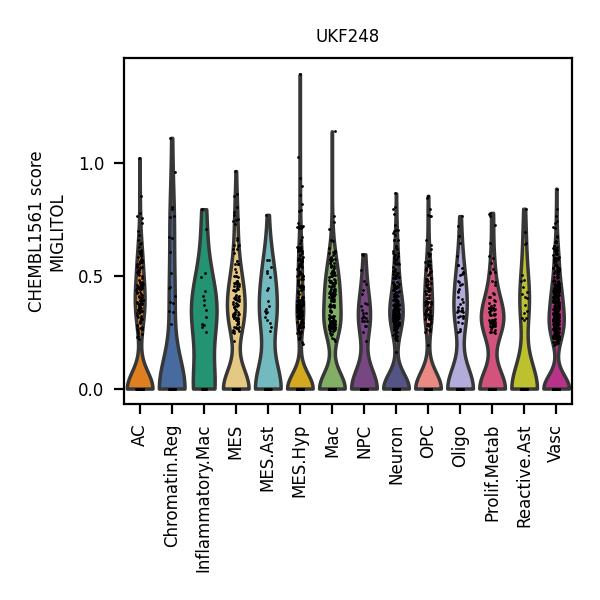 UKF248
CHEMBL1561 score
MIGLITOL
1.0
0.5
0.0
AC
Chromatin.Reg
Inflammatory.Mac
MES
MES.Ast
MES.Hyp
Mac
NPC
Neuron
OPC
Oligo
Prolif.Metab
Reactive.Ast
Vasc